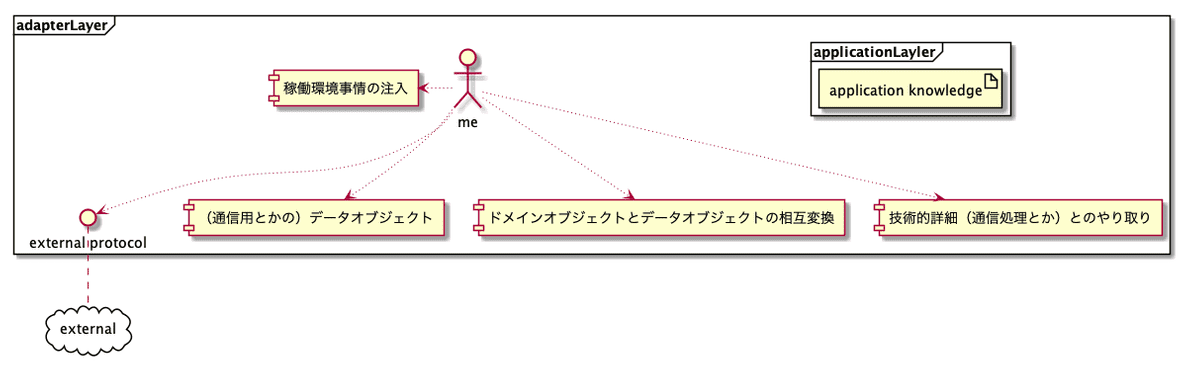 adapterLayer
applicationLayler
application knowledge
稼働環境事情の注入
me
（通信用とかの）データオブジェクト
ドメインオブジェクトとデータオブジェクトの相互変換
技術的詳細（通信処理とか）とのやり取り
external protocol
external